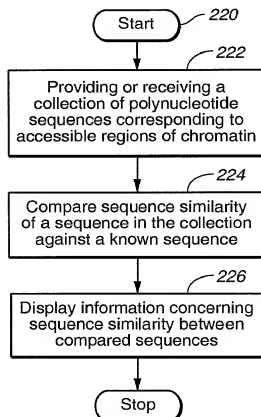 Start
220
222
Providing or receiving a
collection of polynucleotide
sequences corresponding to
accessible regions of chromatin
224
Compare sequence similarity
of a sequence in the collection
against a known sequence
226
Display information concerning
sequence similarity between
compared sequences
Stop